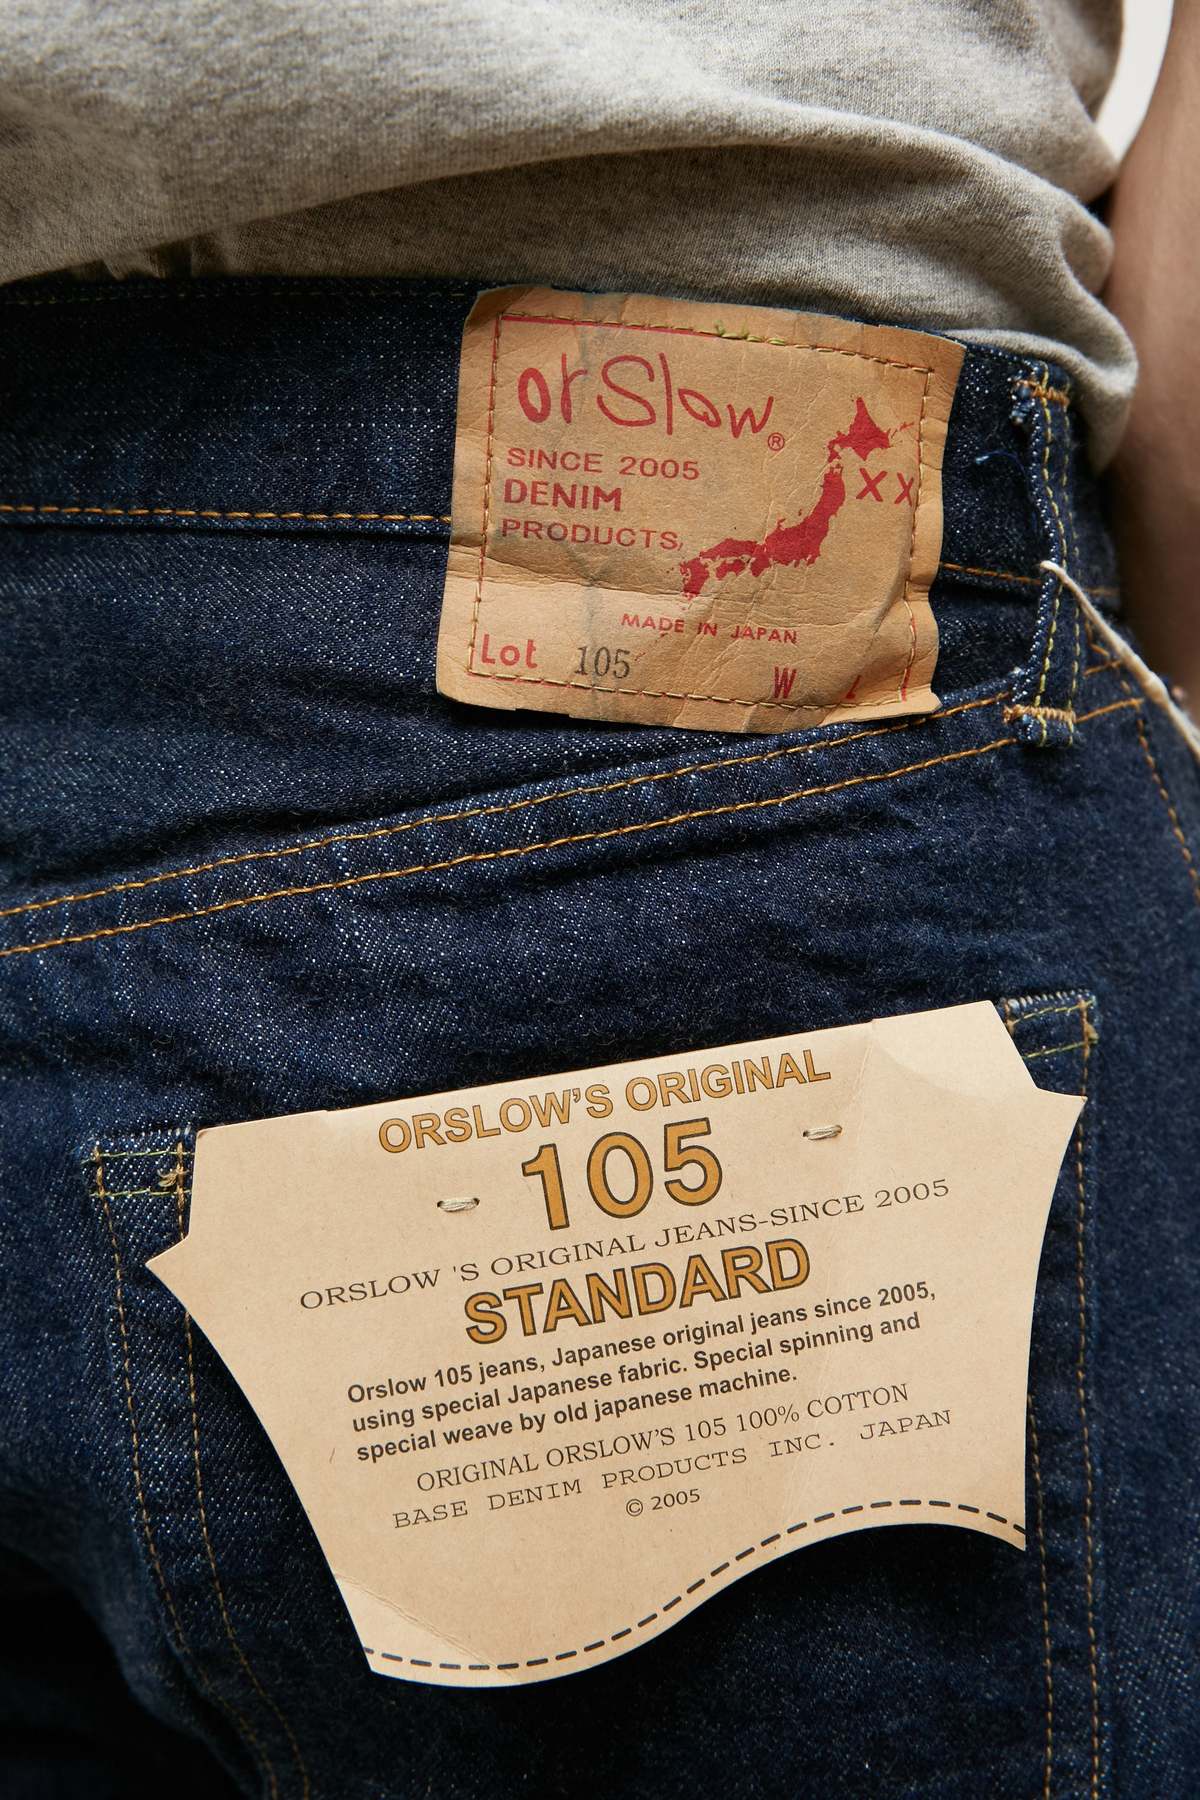 orSlow®
SINCE 2005
DENIM
PRODUCTS,
XX
MADE IN JAPAN
Lot 105
W L
ORSLOW'S ORIGINAL
105
ORSLOW 'S ORIGINAL JEANS-SINCE 2005
STANDARD
Orslow 105 jeans, Japanese original jeans since 2005,
using special Japanese fabric. Special spinning and
special weave by old japanese machine.
ORIGINAL ORSLOW'S 105 100% COTTON
BASE DENIM PRODUCTS INC. JAPAN
© 2005